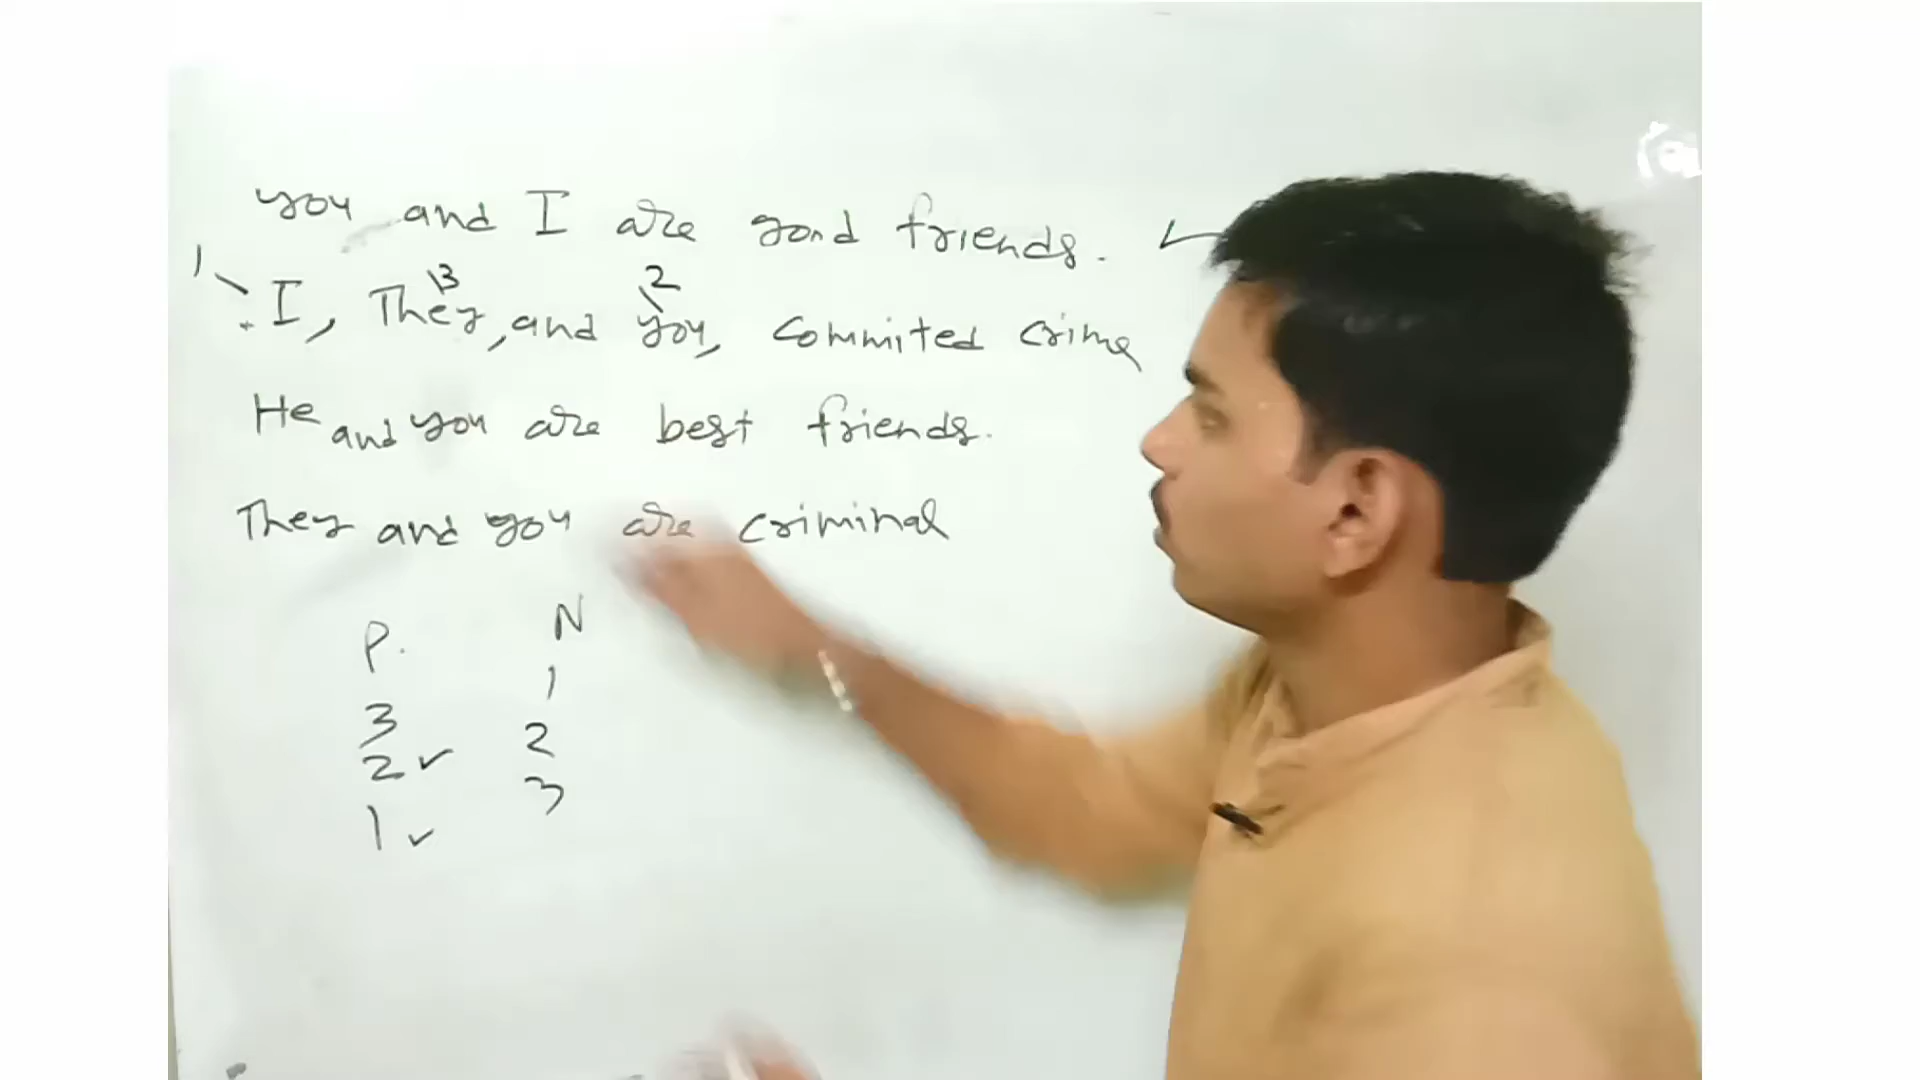 you and I are good friends. ✓
1 3 2
I, They, and you, commited crime
He and you are best friends.
They and you are criminal
P. N
3 1
2 ✓ 2
1 ✓ 3